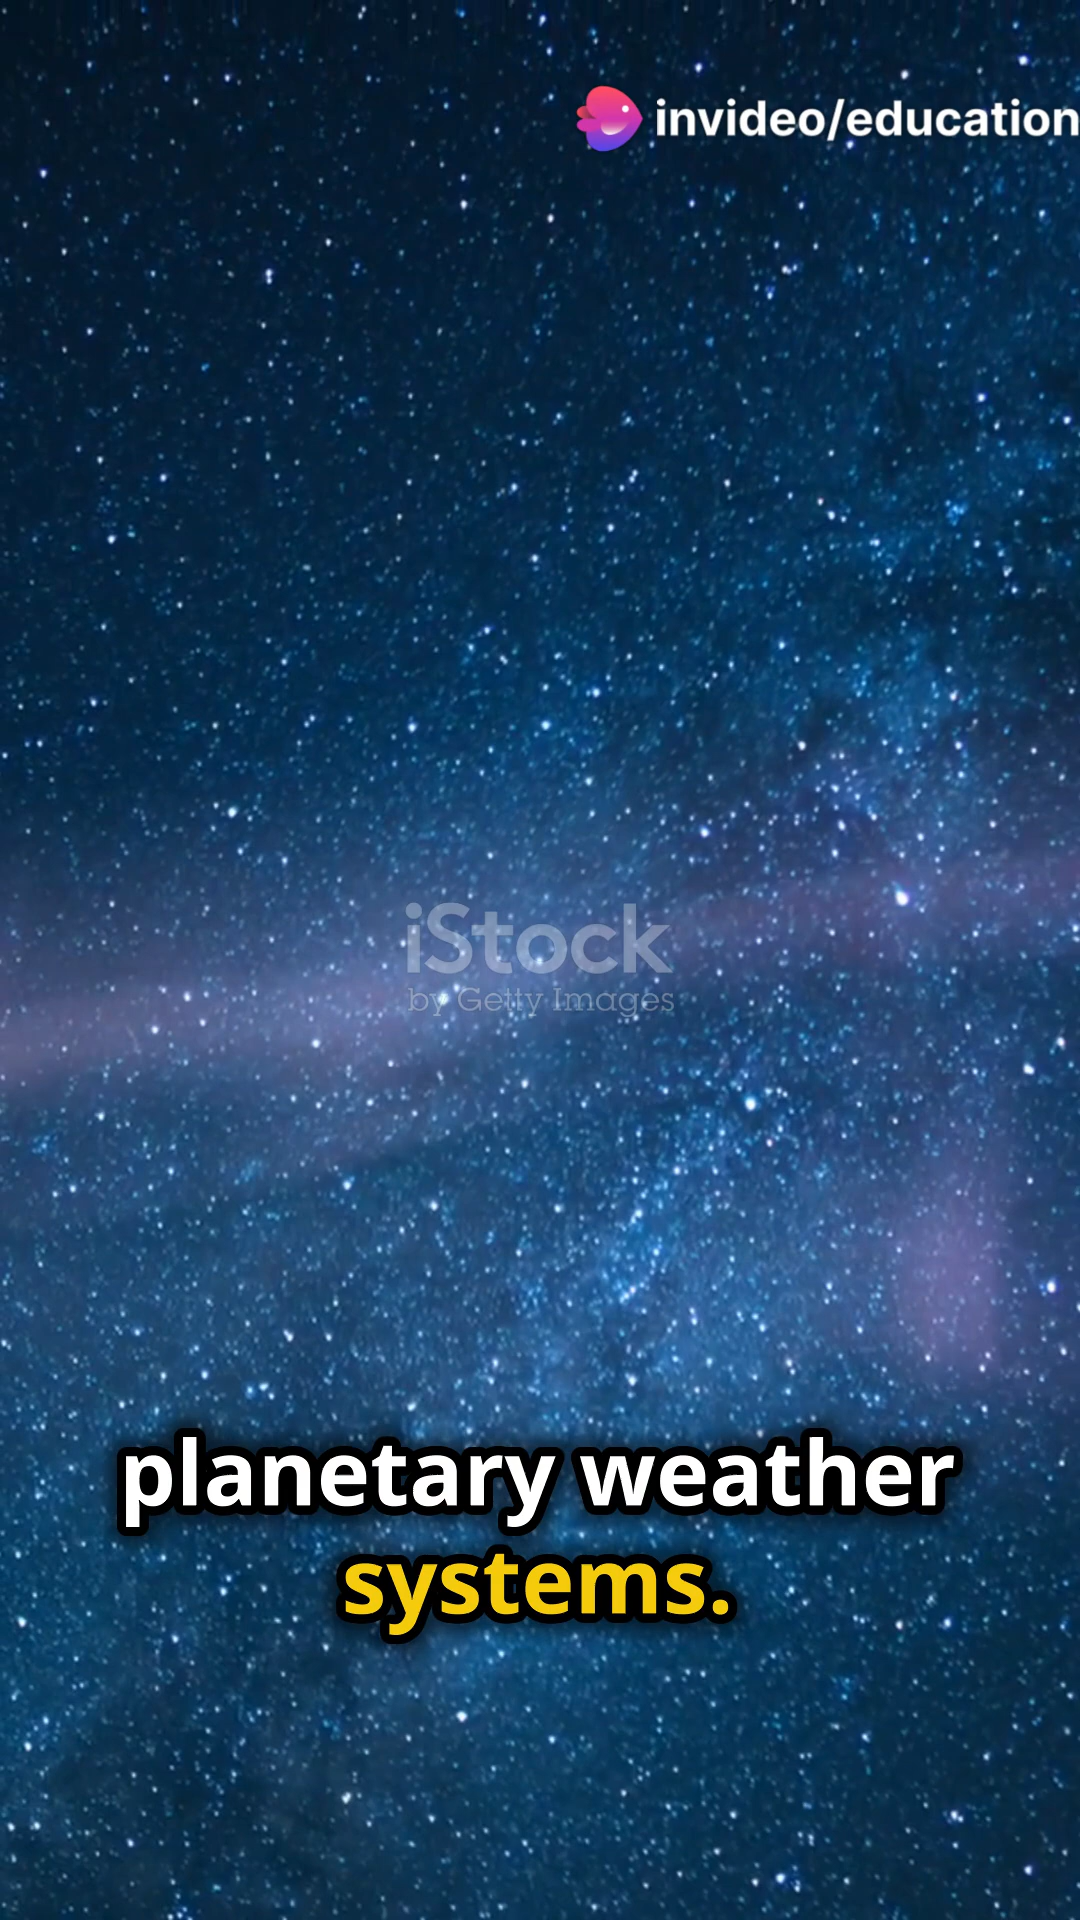 invideo/education
iStock
by Getty Images
planetary weather
systems.